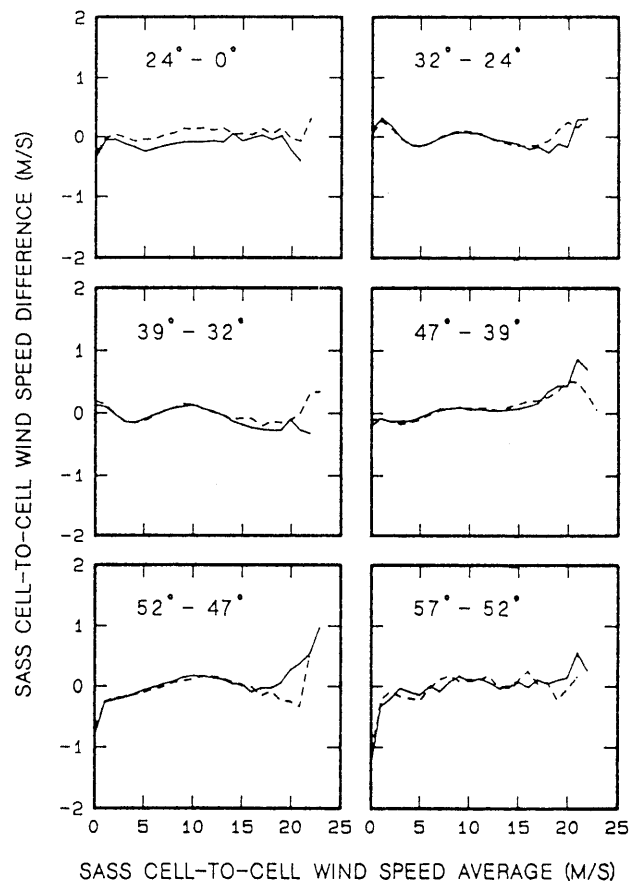 SASS CELL-TO-CELL WIND SPEED DIFFERENCE (M/S)
24° - 0°
32° - 24°
2
1
0
-1
-2
39° - 32°
47° - 39°
2
1
0
-1
-2
52° - 47°
57° - 52°
2
1
0
-1
-2
0 5 10 15 20 25 0 5 10 15 20 25
SASS CELL-TO-CELL WIND SPEED AVERAGE (M/S)